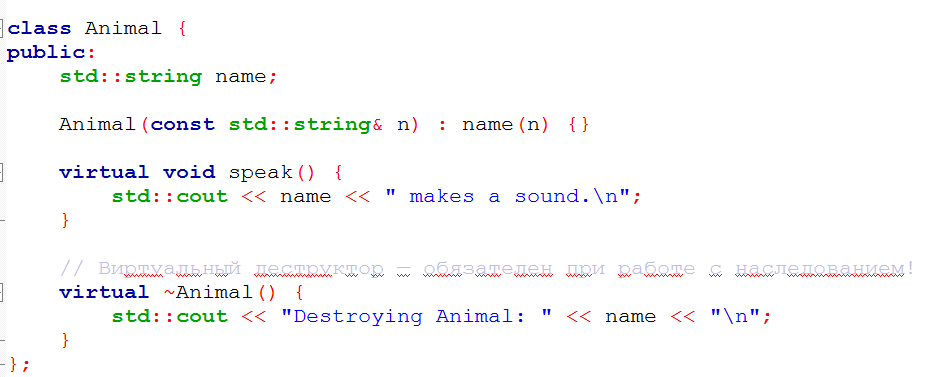 class Animal {
public:
    std::string name;

    Animal(const std::string& n) : name(n) {}

    virtual void speak() {
        std::cout << name << " makes a sound.\n";
    }

    // Виртуальный деструктор — обязателен при работе с наследованием!
    virtual ~Animal() {
        std::cout << "Destroying Animal: " << name << "\n";
    }
};